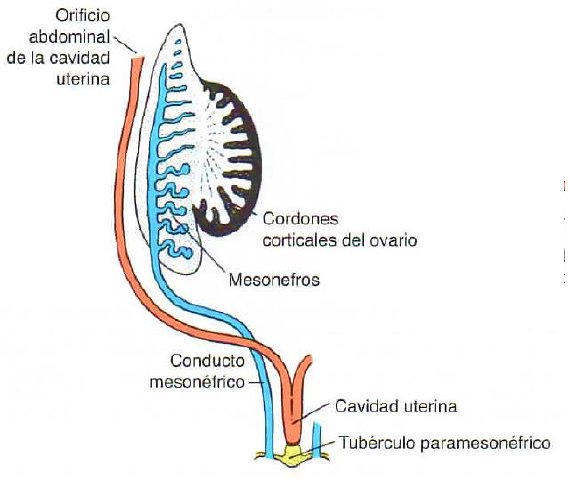 Orificio
abdominal
de la cavidad
uterina
Cordones
corticales del ovario
Mesonefros
Conducto
mesonéfrico
Cavidad uterina
Tubérculo paramesonéfrico